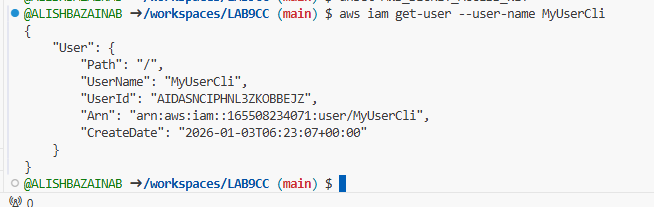 @ALISHBAZAINAB ➜/workspaces/LAB9CC (main) $ aws iam get-user --user-name MyUserCli
{
    "User": {
        "Path": "/",
        "UserName": "MyUserCli",
        "UserId": "AIDASNCIPHNL3ZKOBBEJZ",
        "Arn": "arn:aws:iam::165508234071:user/MyUserCli",
        "CreateDate": "2026-01-03T06:23:07+00:00"
    }
}
@ALISHBAZAINAB ➜/workspaces/LAB9CC (main) $
0